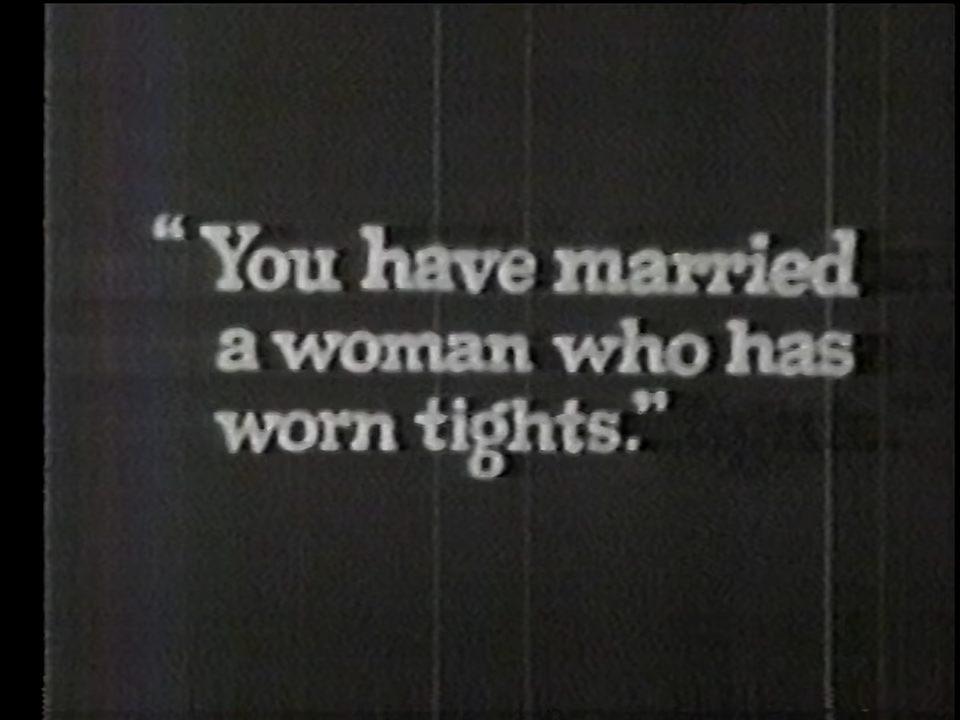 “ You have married
a woman who has
worn tights.”